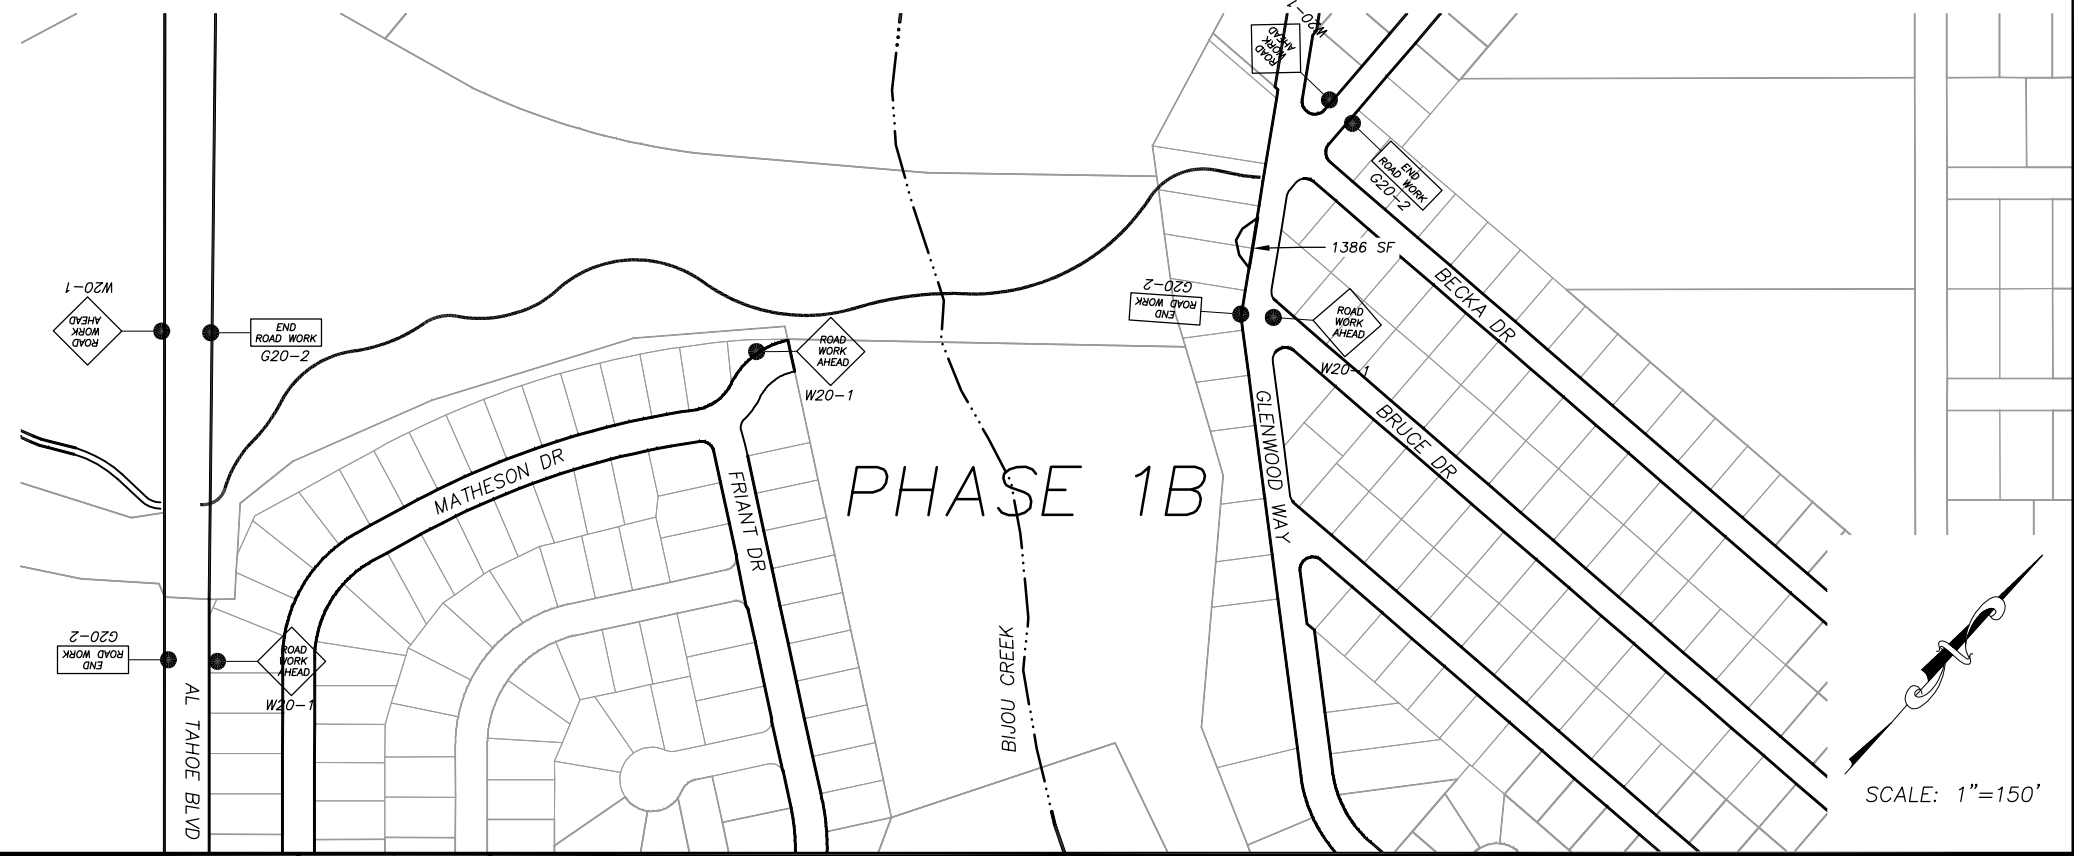 W20-1
ROAD
WORK
AHEAD
END
ROAD WORK
G20-2
1386 SF
W20-1
ROAD
WORK
AHEAD
END
ROAD WORK
G20-2
G20-2
END
ROAD WORK
ROAD
WORK
AHEAD
W20-1
ROAD
WORK
AHEAD
W20-1
BECKA DR
BRUCE DR
GLENWOOD WAY
MATHESON DR
FRIANT DR
PHASE 1B
G20-2
END
ROAD WORK
ROAD
WORK
AHEAD
W20-1
AL TAHOE BLVD
BIJOU CREEK
SCALE: 1"=150'